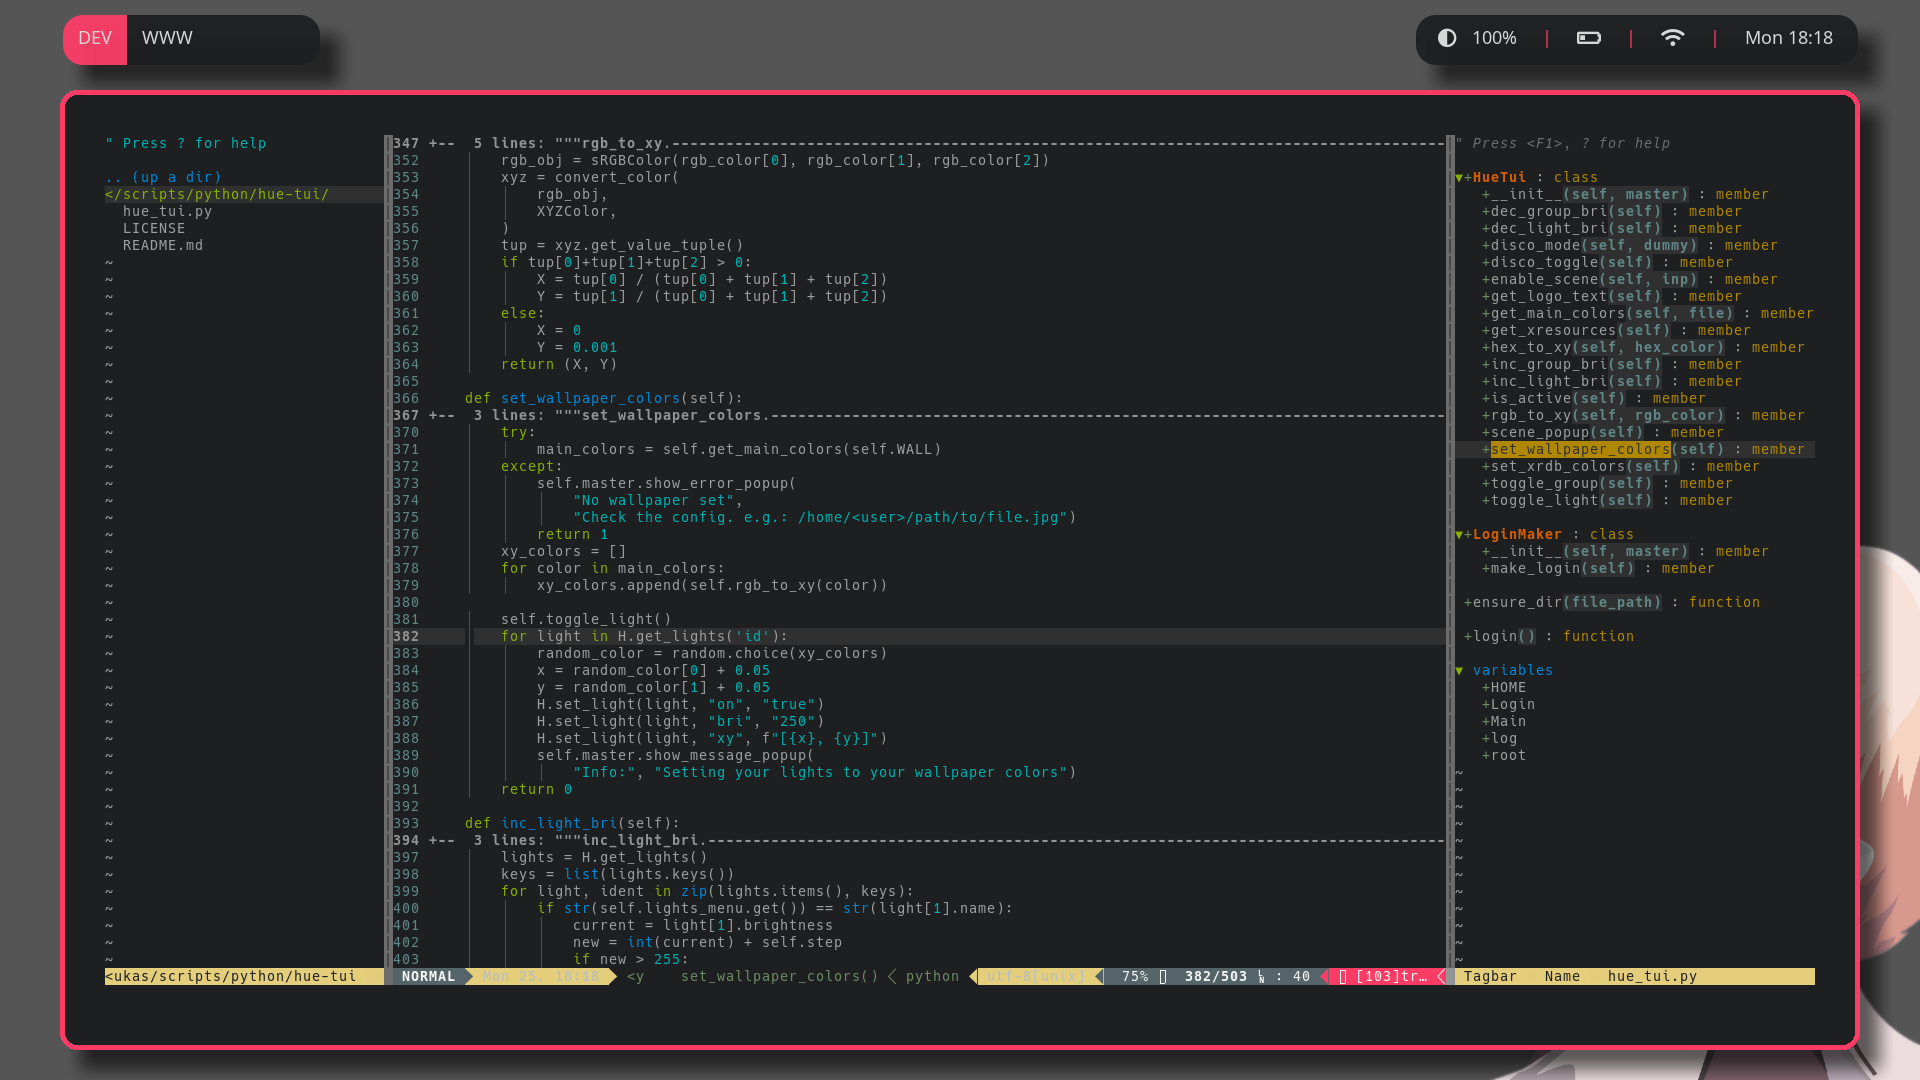 DEV WWW
100% | | | Mon 18:18
" Press ? for help
.. (up a dir)
</scripts/python/hue-tui/
hue_tui.py
LICENSE
README.md
347 +-- 5 lines: """rgb_to_xy.
352 rgb_obj = sRGBColor(rgb_color[0], rgb_color[1], rgb_color[2])
353 xyz = convert_color(
354 rgb_obj,
355 XYZColor,
356 )
357 tup = xyz.get_value_tuple()
358 if tup[0]+tup[1]+tup[2] > 0:
359 X = tup[0] / (tup[0] + tup[1] + tup[2])
360 Y = tup[1] / (tup[0] + tup[1] + tup[2])
361 else:
362 X = 0
363 Y = 0.001
364 return (X, Y)
365
366 def set_wallpaper_colors(self):
367 +-- 3 lines: """set_wallpaper_colors.
370 try:
371 main_colors = self.get_main_colors(self.WALL)
372 except:
373 self.master.show_error_popup(
374 "No wallpaper set",
375 "Check the config. e.g.: /home/<user>/path/to/file.jpg")
376 return 1
377 xy_colors = []
378 for color in main_colors:
379 xy_colors.append(self.rgb_to_xy(color))
380
381 self.toggle_light()
382 for light in H.get_lights('id'):
383 random_color = random.choice(xy_colors)
384 x = random_color[0] + 0.05
385 y = random_color[1] + 0.05
386 H.set_light(light, "on", "true")
387 H.set_light(light, "bri", "250")
388 H.set_light(light, "xy", f"[{x}, {y}]")
389 self.master.show_message_popup(
390 "Info:", "Setting your lights to your wallpaper colors")
391 return 0
392
393 def inc_light_bri(self):
394 +-- 3 lines: """inc_light_bri.
397 lights = H.get_lights()
398 keys = list(lights.keys())
399 for light, ident in zip(lights.items(), keys):
400 if str(self.lights_menu.get()) == str(light[1].name):
401 current = light[1].brightness
402 new = int(current) + self.step
403 if new > 255:
" Press <F1>, ? for help
▼+HueTui : class
+__init__(self, master) : member
+dec_group_bri(self) : member
+dec_light_bri(self) : member
+disco_mode(self, dummy) : member
+disco_toggle(self) : member
+enable_scene(self, inp) : member
+get_logo_text(self) : member
+get_main_colors(self, file) : member
+get_xresources(self) : member
+hex_to_xy(self, hex_color) : member
+inc_group_bri(self) : member
+inc_light_bri(self) : member
+is_active(self) : member
+rgb_to_xy(self, rgb_color) : member
+scene_popup(self) : member
+set_wallpaper_colors(self) : member
+set_xrdb_colors(self) : member
+toggle_group(self) : member
+toggle_light(self) : member
▼+LoginMaker : class
+__init__(self, master) : member
+make_login(self) : member
+ensure_dir(file_path) : function
+login() : function
▼ variables
+HOME
+Login
+Main
+log
+root
<ukas/scripts/python/hue-tui NORMAL Mon 25. 18:18 <y set_wallpaper_colors() < python utf-8[unix] 75% 382/503 : 40 [103]tr… Tagbar Name hue_tui.py